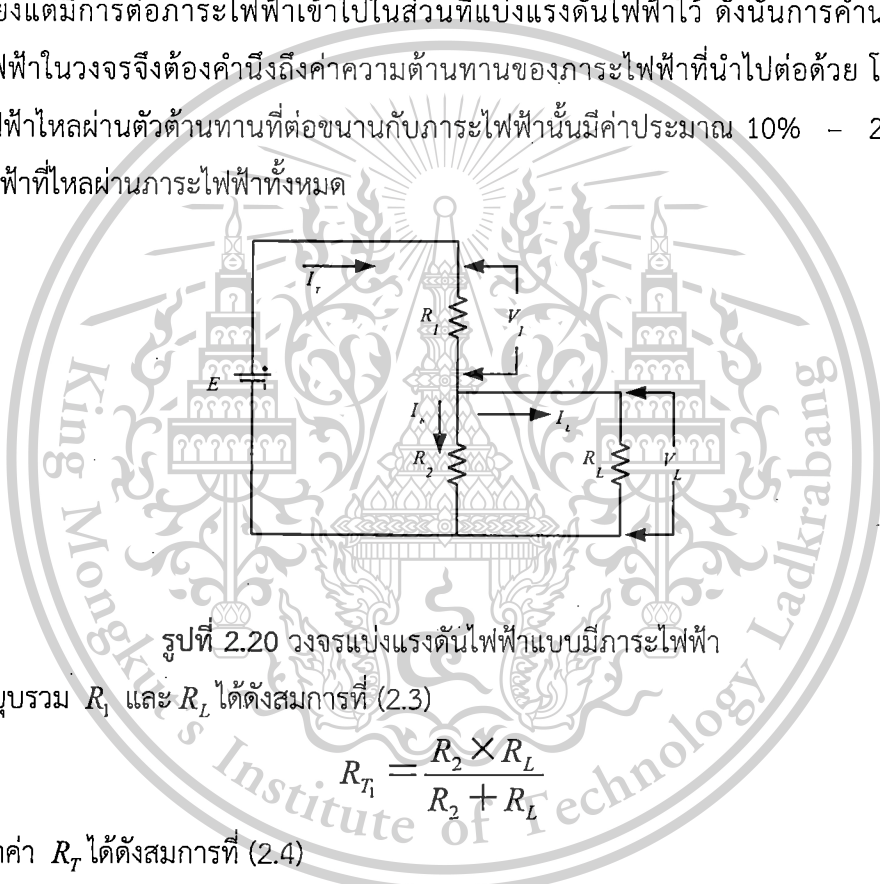 ยงแต่มีการต่อภาระไฟฟ้าเข้าไปในส่วนที่แบ่งแรงดันไฟฟ้าไว้ ดังนั้นการคำน
ฟฟ้าในวงจรจึงต้องคำนึงถึงค่าความต้านทานของภาระไฟฟ้าที่นำไปต่อด้วย โ
ฟฟ้าไหลผ่านตัวต้านทานที่ต่อขนานกับภาระไฟฟ้านั้นมีค่าประมาณ 10% – 2
ฟ้าที่ไหลผ่านภาระไฟฟ้าทั้งหมด
I_T
R_1 V_1
E
I_b I_L
R_2 R_L V_L
รูปที่ 2.20 วงจรแบ่งแรงดันไฟฟ้าแบบมีภาระไฟฟ้า
ยุบรวม R_1 และ R_L ได้ดังสมการที่ (2.3)
R_{T_1} = \frac{R_2 × R_L}{R_2 + R_L}
าค่า R_T ได้ดังสมการที่ (2.4)
King Mongkut's Institute of Technology Ladkrabang